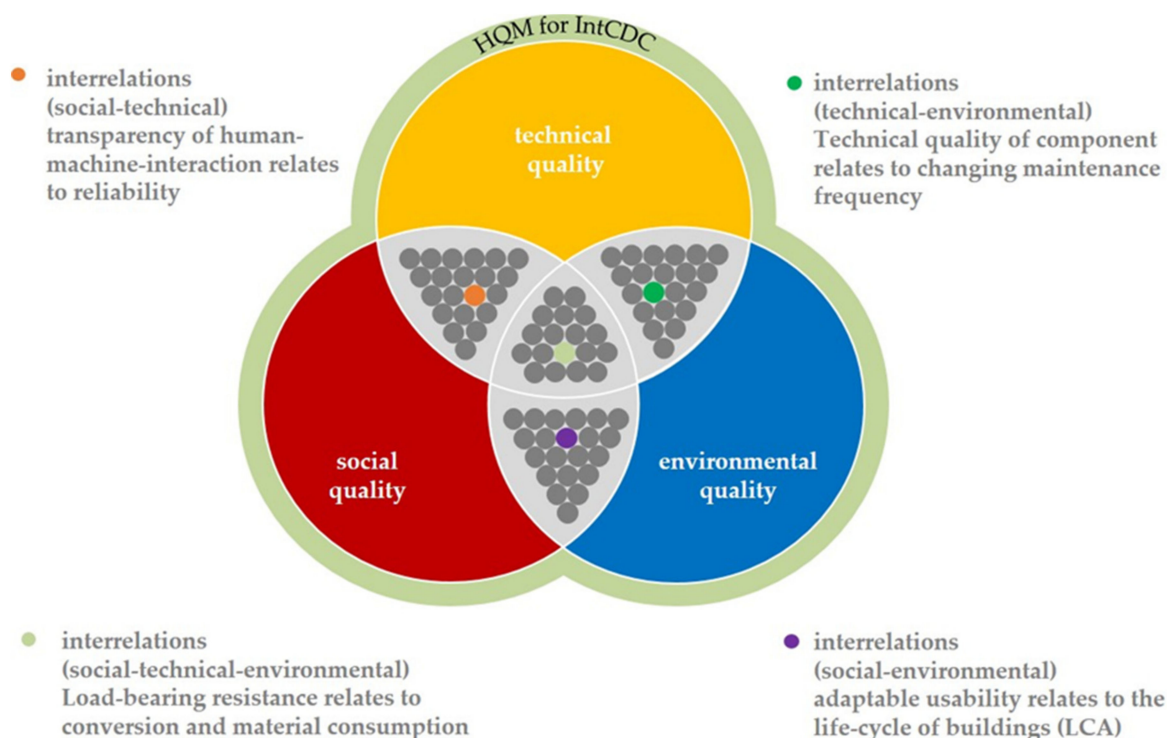 HQM for IntCDC
interrelations
(social-technical)
transparency of human-
machine-interaction relates
to reliability
interrelations
(technical-environmental)
Technical quality of component
relates to changing maintenance
frequency
technical
quality
social
quality
environmental
quality
interrelations
(social-technical-environmental)
Load-bearing resistance relates to
conversion and material consumption
interrelations
(social-environmental)
adaptable usability relates to the
life-cycle of buildings (LCA)